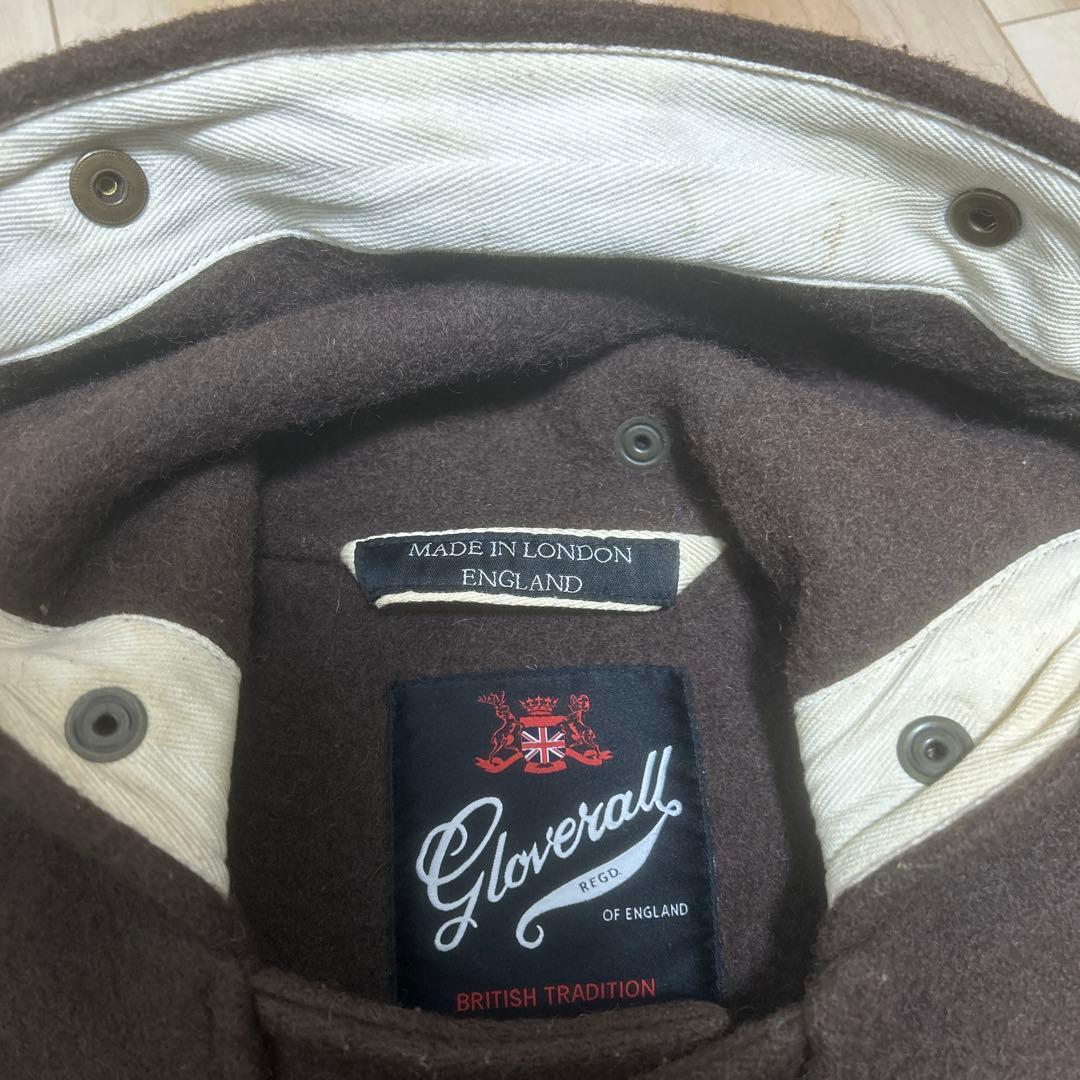 MADE IN LONDON
ENGLAND
Gloverall
REGD.
OF ENGLAND
BRITISH TRADITION